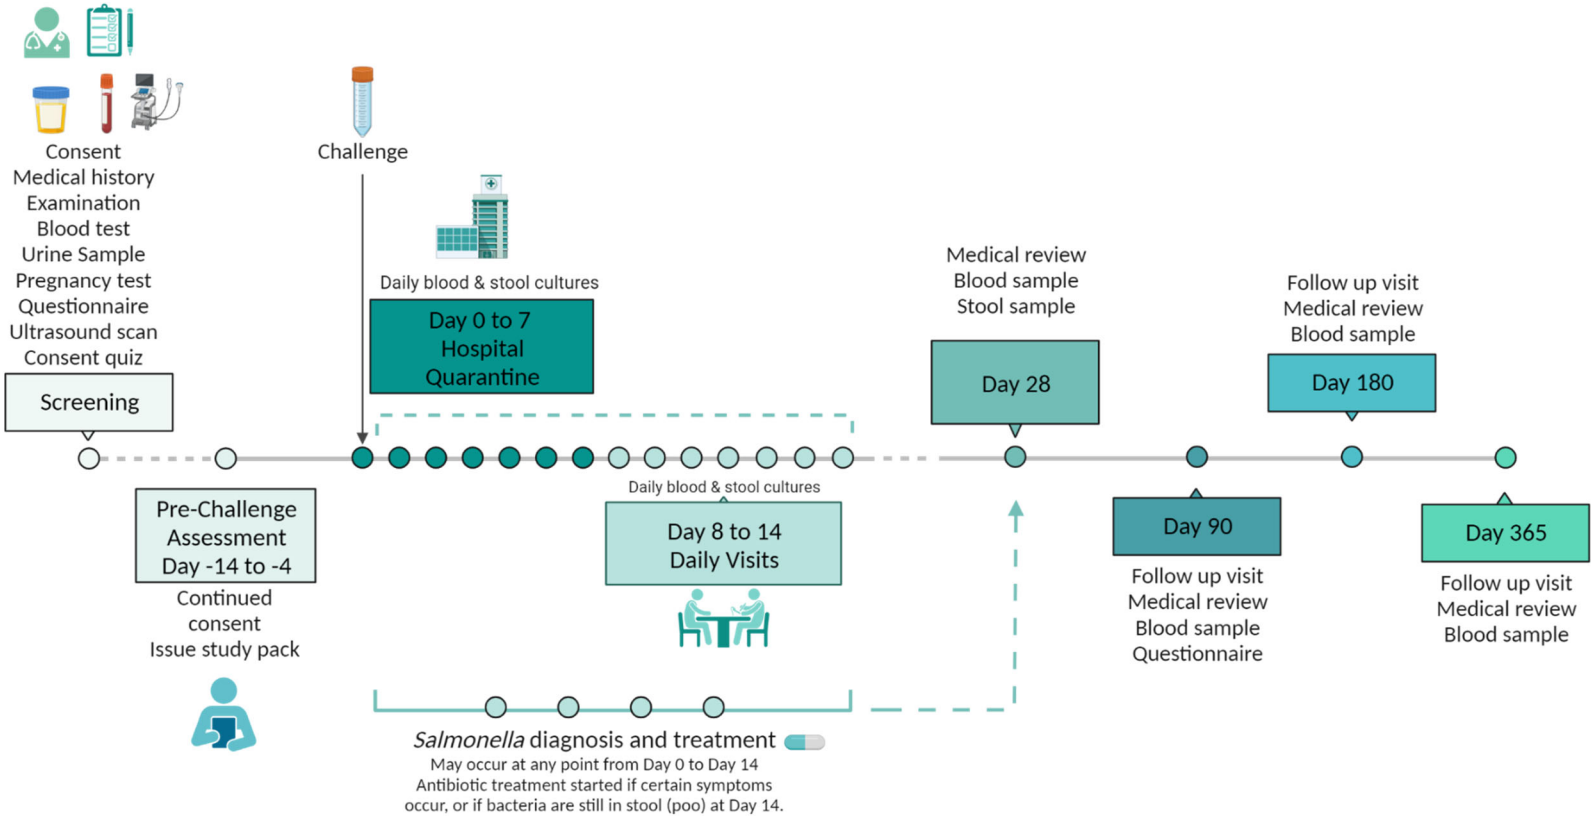 Consent
Medical history
Examination
Blood test
Urine Sample
Pregnancy test
Questionnaire
Ultrasound scan
Consent quiz
Screening
Pre-Challenge
Assessment
Day -14 to -4
Continued
consent
Issue study pack
Challenge
Daily blood & stool cultures
Day 0 to 7
Hospital
Quarantine
Daily blood & stool cultures
Day 8 to 14
Daily Visits
Salmonella diagnosis and treatment
May occur at any point from Day 0 to Day 14
Antibiotic treatment started if certain symptoms
occur, or if bacteria are still in stool (poo) at Day 14.
Medical review
Blood sample
Stool sample
Day 28
Day 90
Follow up visit
Medical review
Blood sample
Questionnaire
Follow up visit
Medical review
Blood sample
Day 180
Day 365
Follow up visit
Medical review
Blood sample